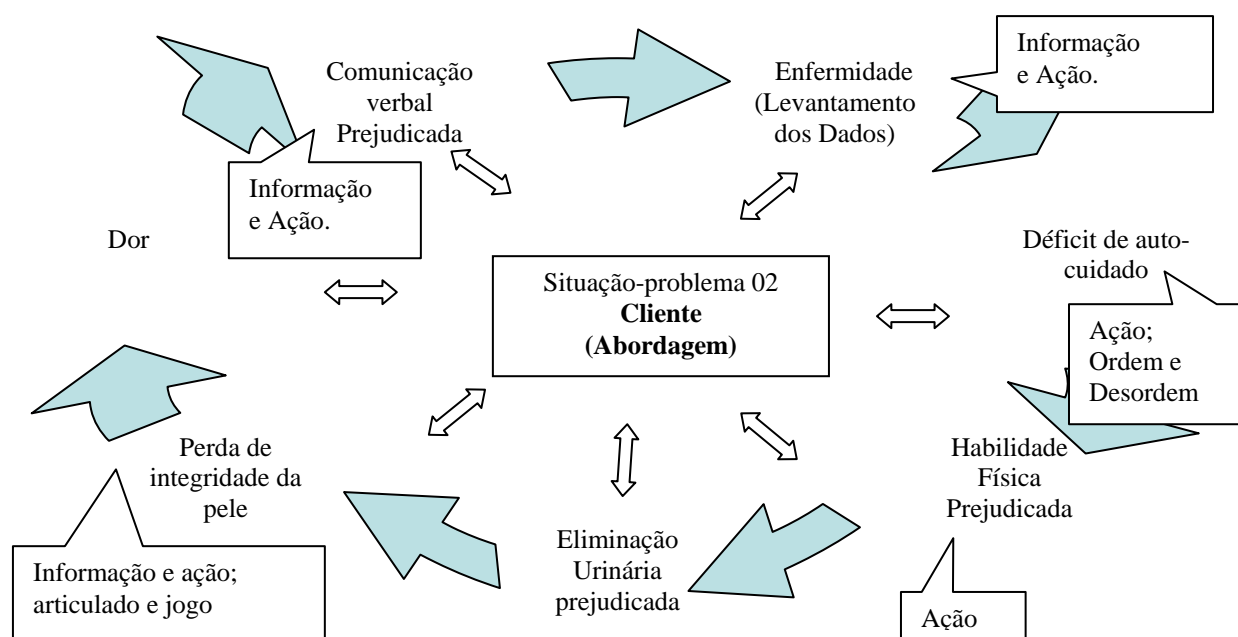 Comunicação
verbal
Prejudicada
Enfermidade
(Levantamento
dos Dados)
Informação
e Ação.
Informação
e Ação.
Dor
Déficit de auto-
cuidado
Situação-problema 02
Cliente
(Abordagem)
Ação;
Ordem e
Desordem
Perda de
integridade da
pele
Habilidade
Física
Prejudicada
Eliminação
Urinária
prejudicada
Informação e ação;
articulado e jogo
Ação